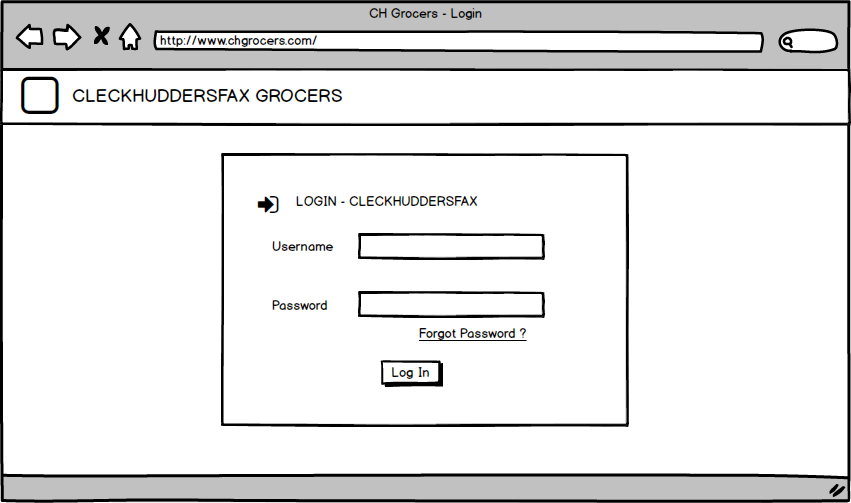 CH Grocers - Login
http://www.chgrocers.com/
CLECKHUDDERSFAX GROCERS
LOGIN - CLECKHUDDERSFAX
Username
Password
Forgot Password ?
Log In